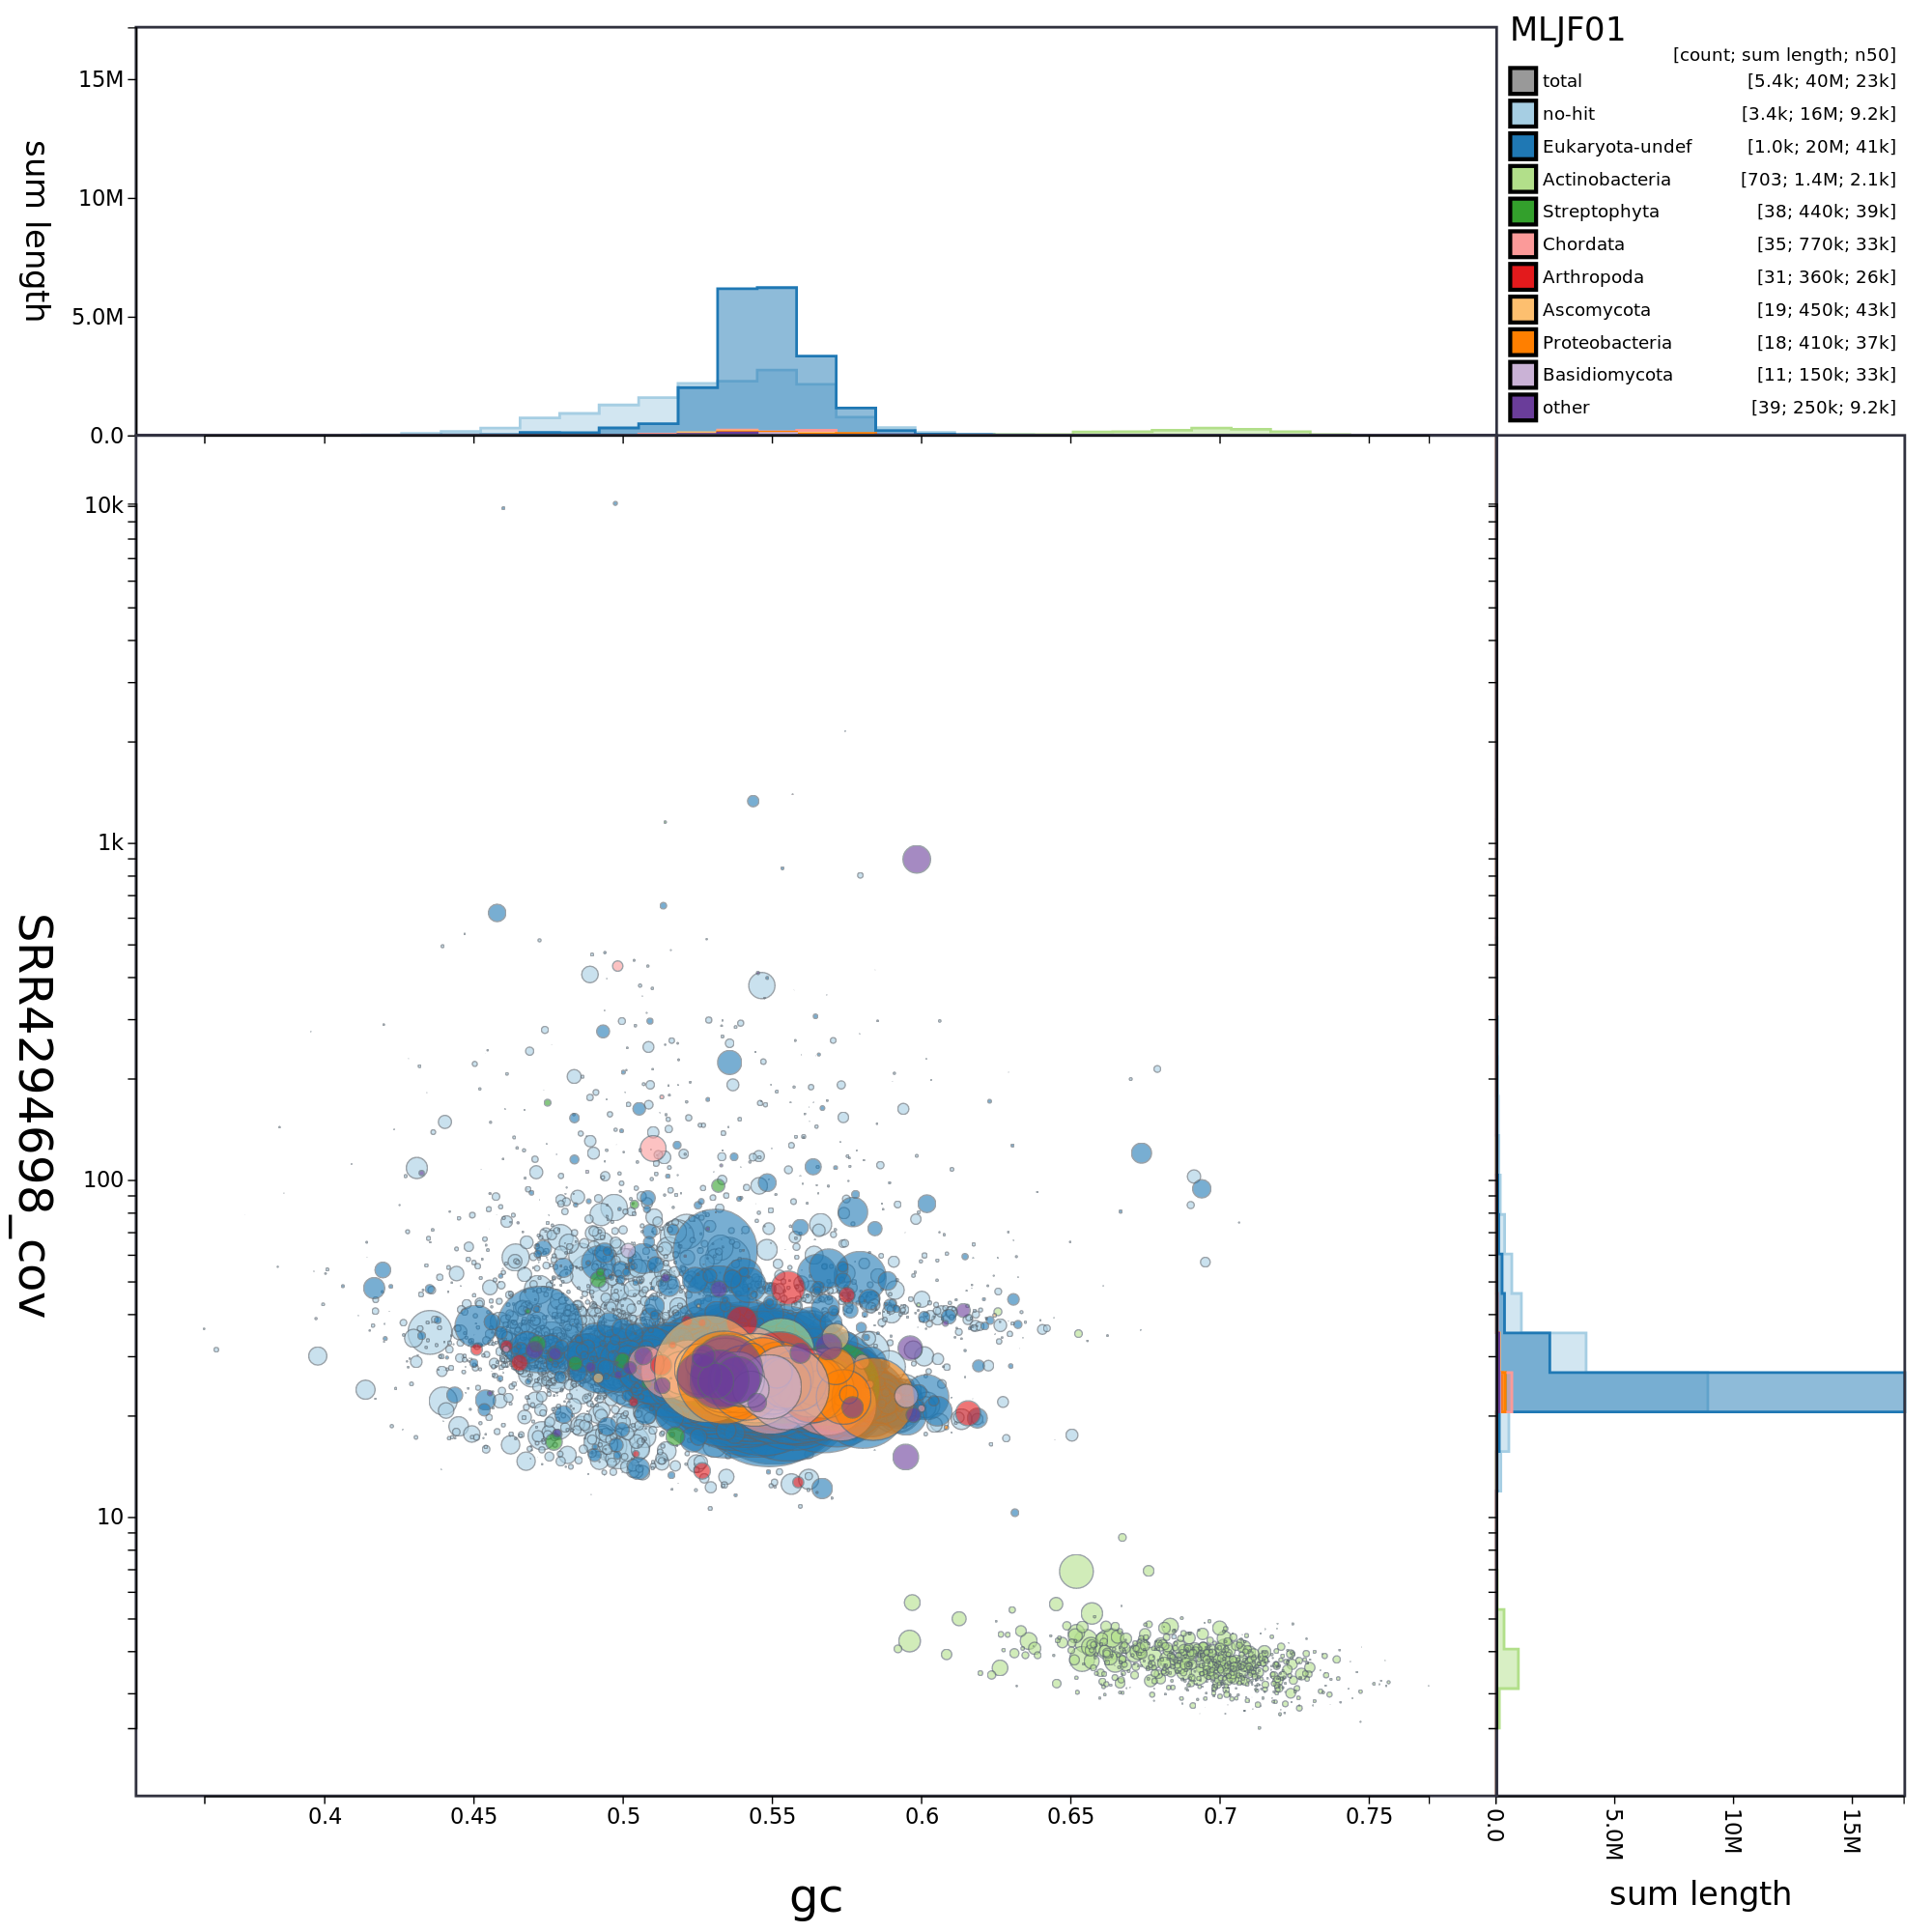 MLJF01
[count; sum length; n50]
total [5.4k; 40M; 23k]
no-hit [3.4k; 16M; 9.2k]
Eukaryota-undef [1.0k; 20M; 41k]
Actinobacteria [703; 1.4M; 2.1k]
Streptophyta [38; 440k; 39k]
Chordata [35; 770k; 33k]
Arthropoda [31; 360k; 26k]
Ascomycota [19; 450k; 43k]
Proteobacteria [18; 410k; 37k]
Basidiomycota [11; 150k; 33k]
other [39; 250k; 9.2k]
sum length
15M
10M
5.0M
0.0
SRR4294698_cov
10k
1k
100
10
0.4 0.45 0.5 0.55 0.6 0.65 0.7 0.75
gc
0.0 5.0M 10M 15M
sum length